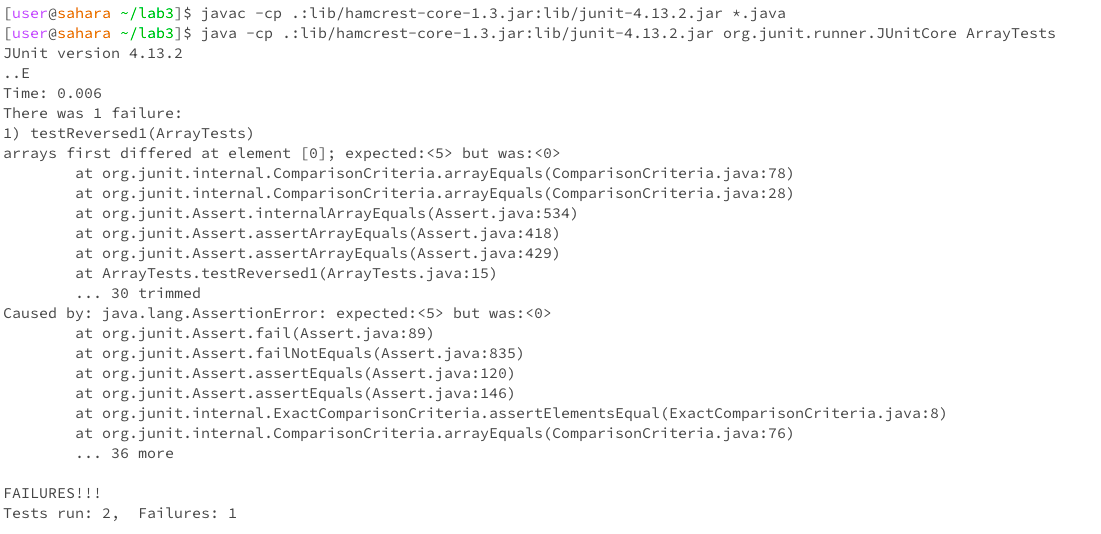 [user@sahara ~/lab3]$ javac -cp .:lib/hamcrest-core-1.3.jar:lib/junit-4.13.2.jar *.java
[user@sahara ~/lab3]$ java -cp .:lib/hamcrest-core-1.3.jar:lib/junit-4.13.2.jar org.junit.runner.JUnitCore ArrayTests
JUnit version 4.13.2
..E
Time: 0.006
There was 1 failure:
1) testReversed1(ArrayTests)
arrays first differed at element [0]; expected:<5> but was:<0>
        at org.junit.internal.ComparisonCriteria.arrayEquals(ComparisonCriteria.java:78)
        at org.junit.internal.ComparisonCriteria.arrayEquals(ComparisonCriteria.java:28)
        at org.junit.Assert.internalArrayEquals(Assert.java:534)
        at org.junit.Assert.assertArrayEquals(Assert.java:418)
        at org.junit.Assert.assertArrayEquals(Assert.java:429)
        at ArrayTests.testReversed1(ArrayTests.java:15)
        ... 30 trimmed
Caused by: java.lang.AssertionError: expected:<5> but was:<0>
        at org.junit.Assert.fail(Assert.java:89)
        at org.junit.Assert.failNotEquals(Assert.java:835)
        at org.junit.Assert.assertEquals(Assert.java:120)
        at org.junit.Assert.assertEquals(Assert.java:146)
        at org.junit.internal.ExactComparisonCriteria.assertElementsEqual(ExactComparisonCriteria.java:8)
        at org.junit.internal.ComparisonCriteria.arrayEquals(ComparisonCriteria.java:76)
        ... 36 more

FAILURES!!!
Tests run: 2,  Failures: 1